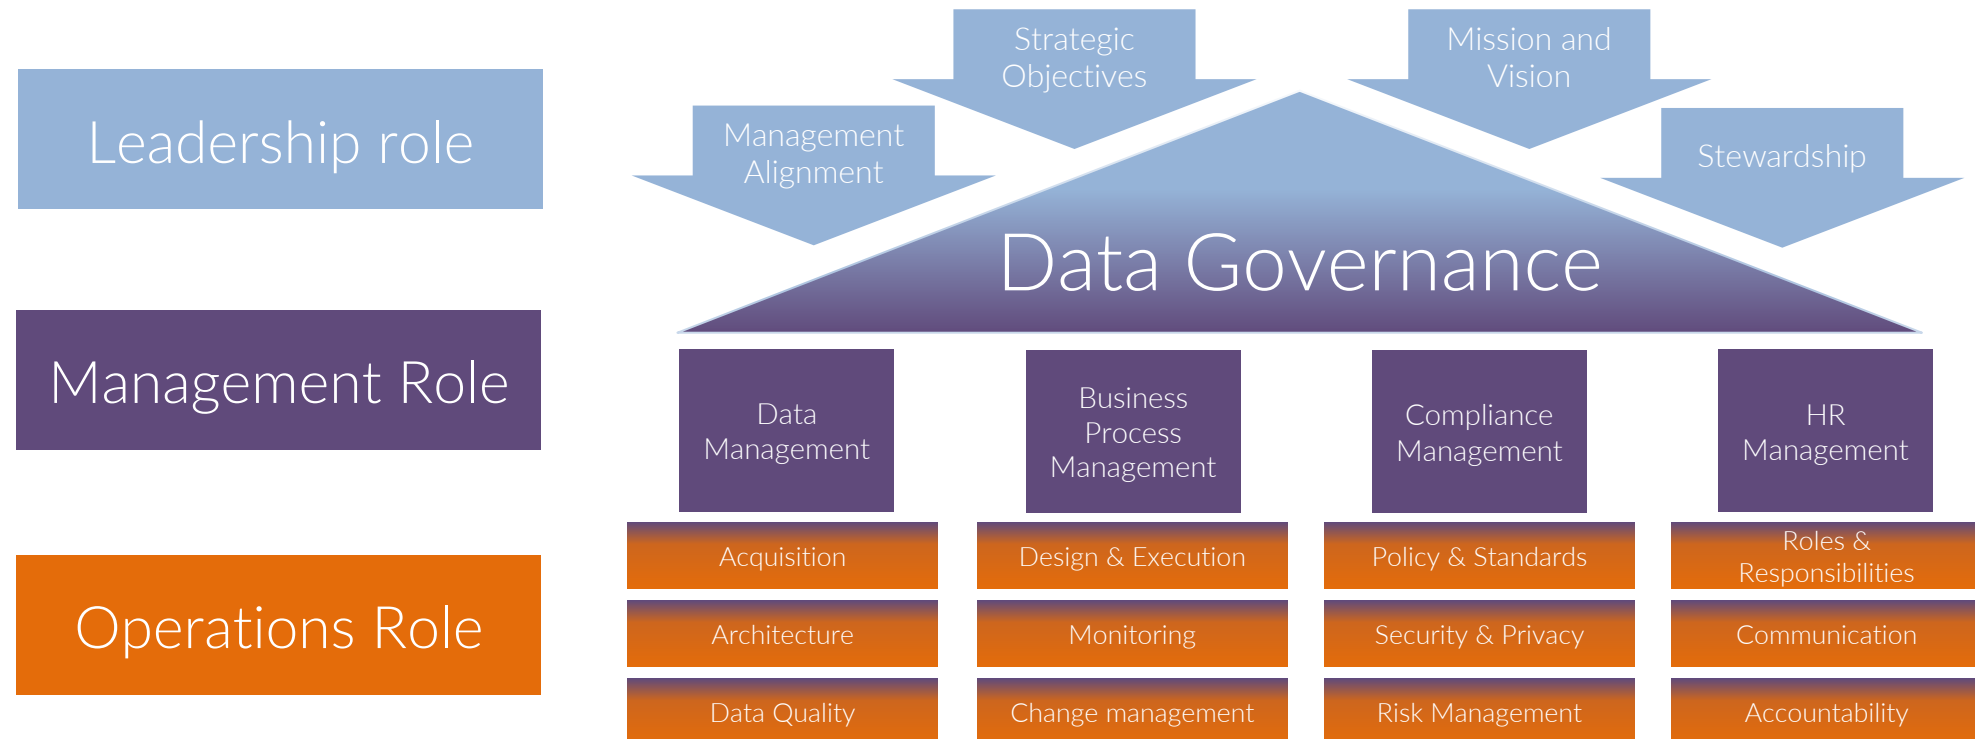 Leadership role
Management Role
Operations Role
Management
Alignment
Strategic
Objectives
Mission and
Vision
Stewardship
Data Governance
Data
Management
Business
Process
Management
Compliance
Management
HR
Management
Acquisition
Design & Execution
Policy & Standards
Roles &
Responsibilities
Architecture
Monitoring
Security & Privacy
Communication
Data Quality
Change management
Risk Management
Accountability